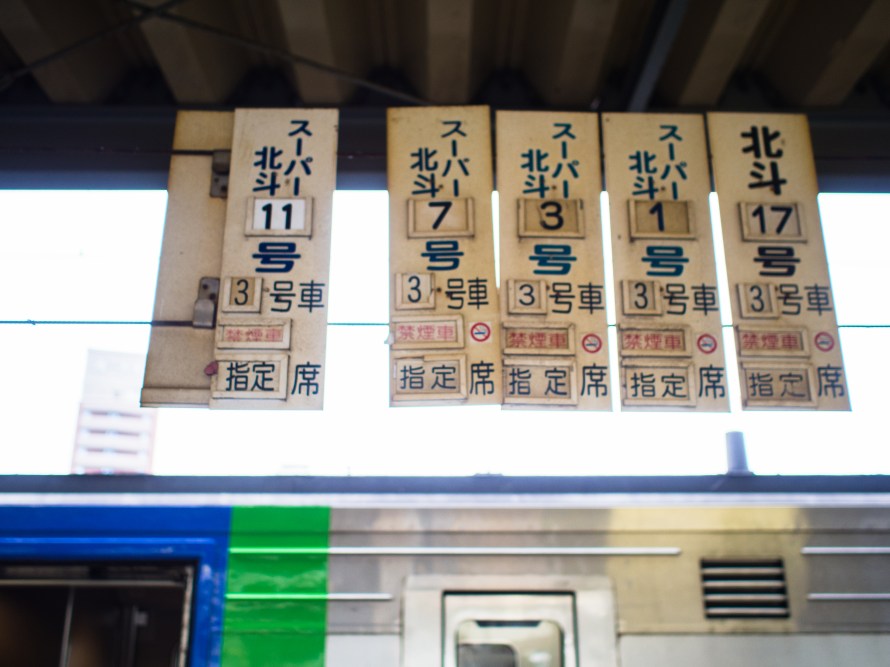 スーパー
北斗
11
号
3号車
禁煙車
指定席
スーパー
北斗
7
号
3号車
禁煙車
指定席
スーパー
北斗
3
号
3号車
禁煙車
指定席
スーパー
北斗
1
号
3号車
禁煙車
指定席
北斗
17
号
3号車
禁煙車
指定席